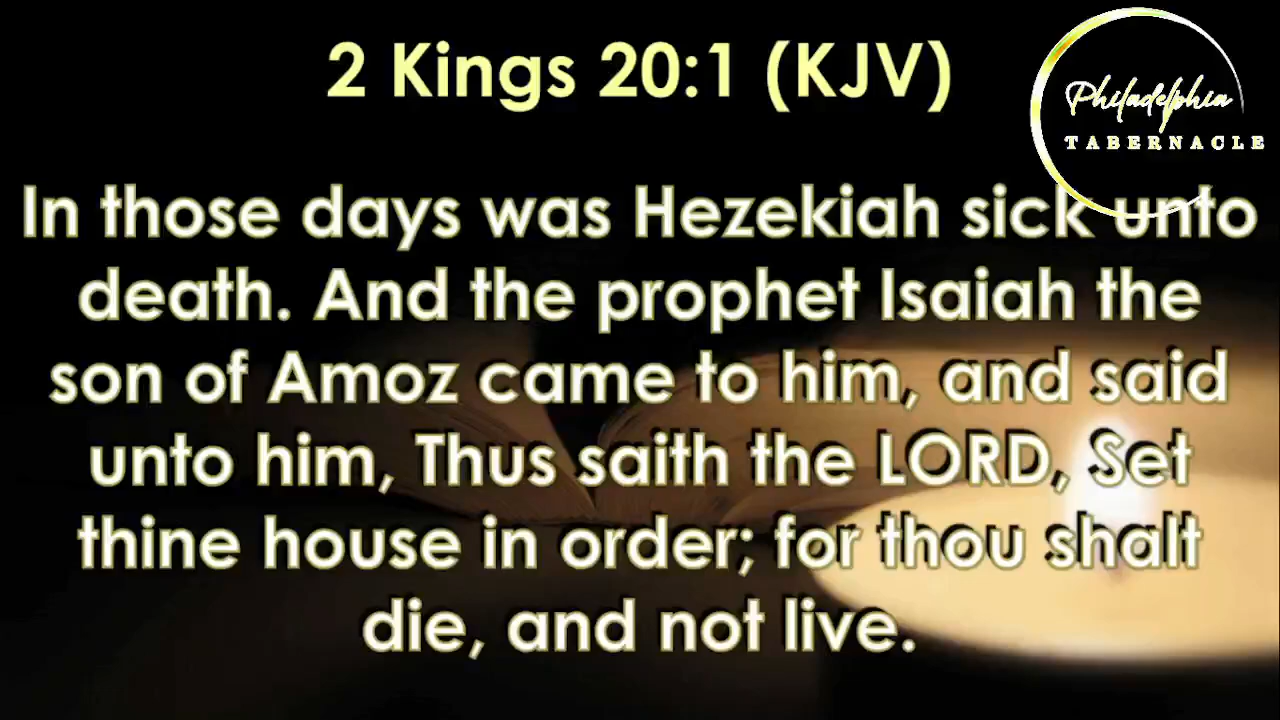 2 Kings 20:1 (KJV)
Philadelphia
TABERNACLE
In those days was Hezekiah sick unto
death. And the prophet Isaiah the
son of Amoz came to him, and said
unto him, Thus saith the LORD, Set
thine house in order; for thou shalt
die, and not live.